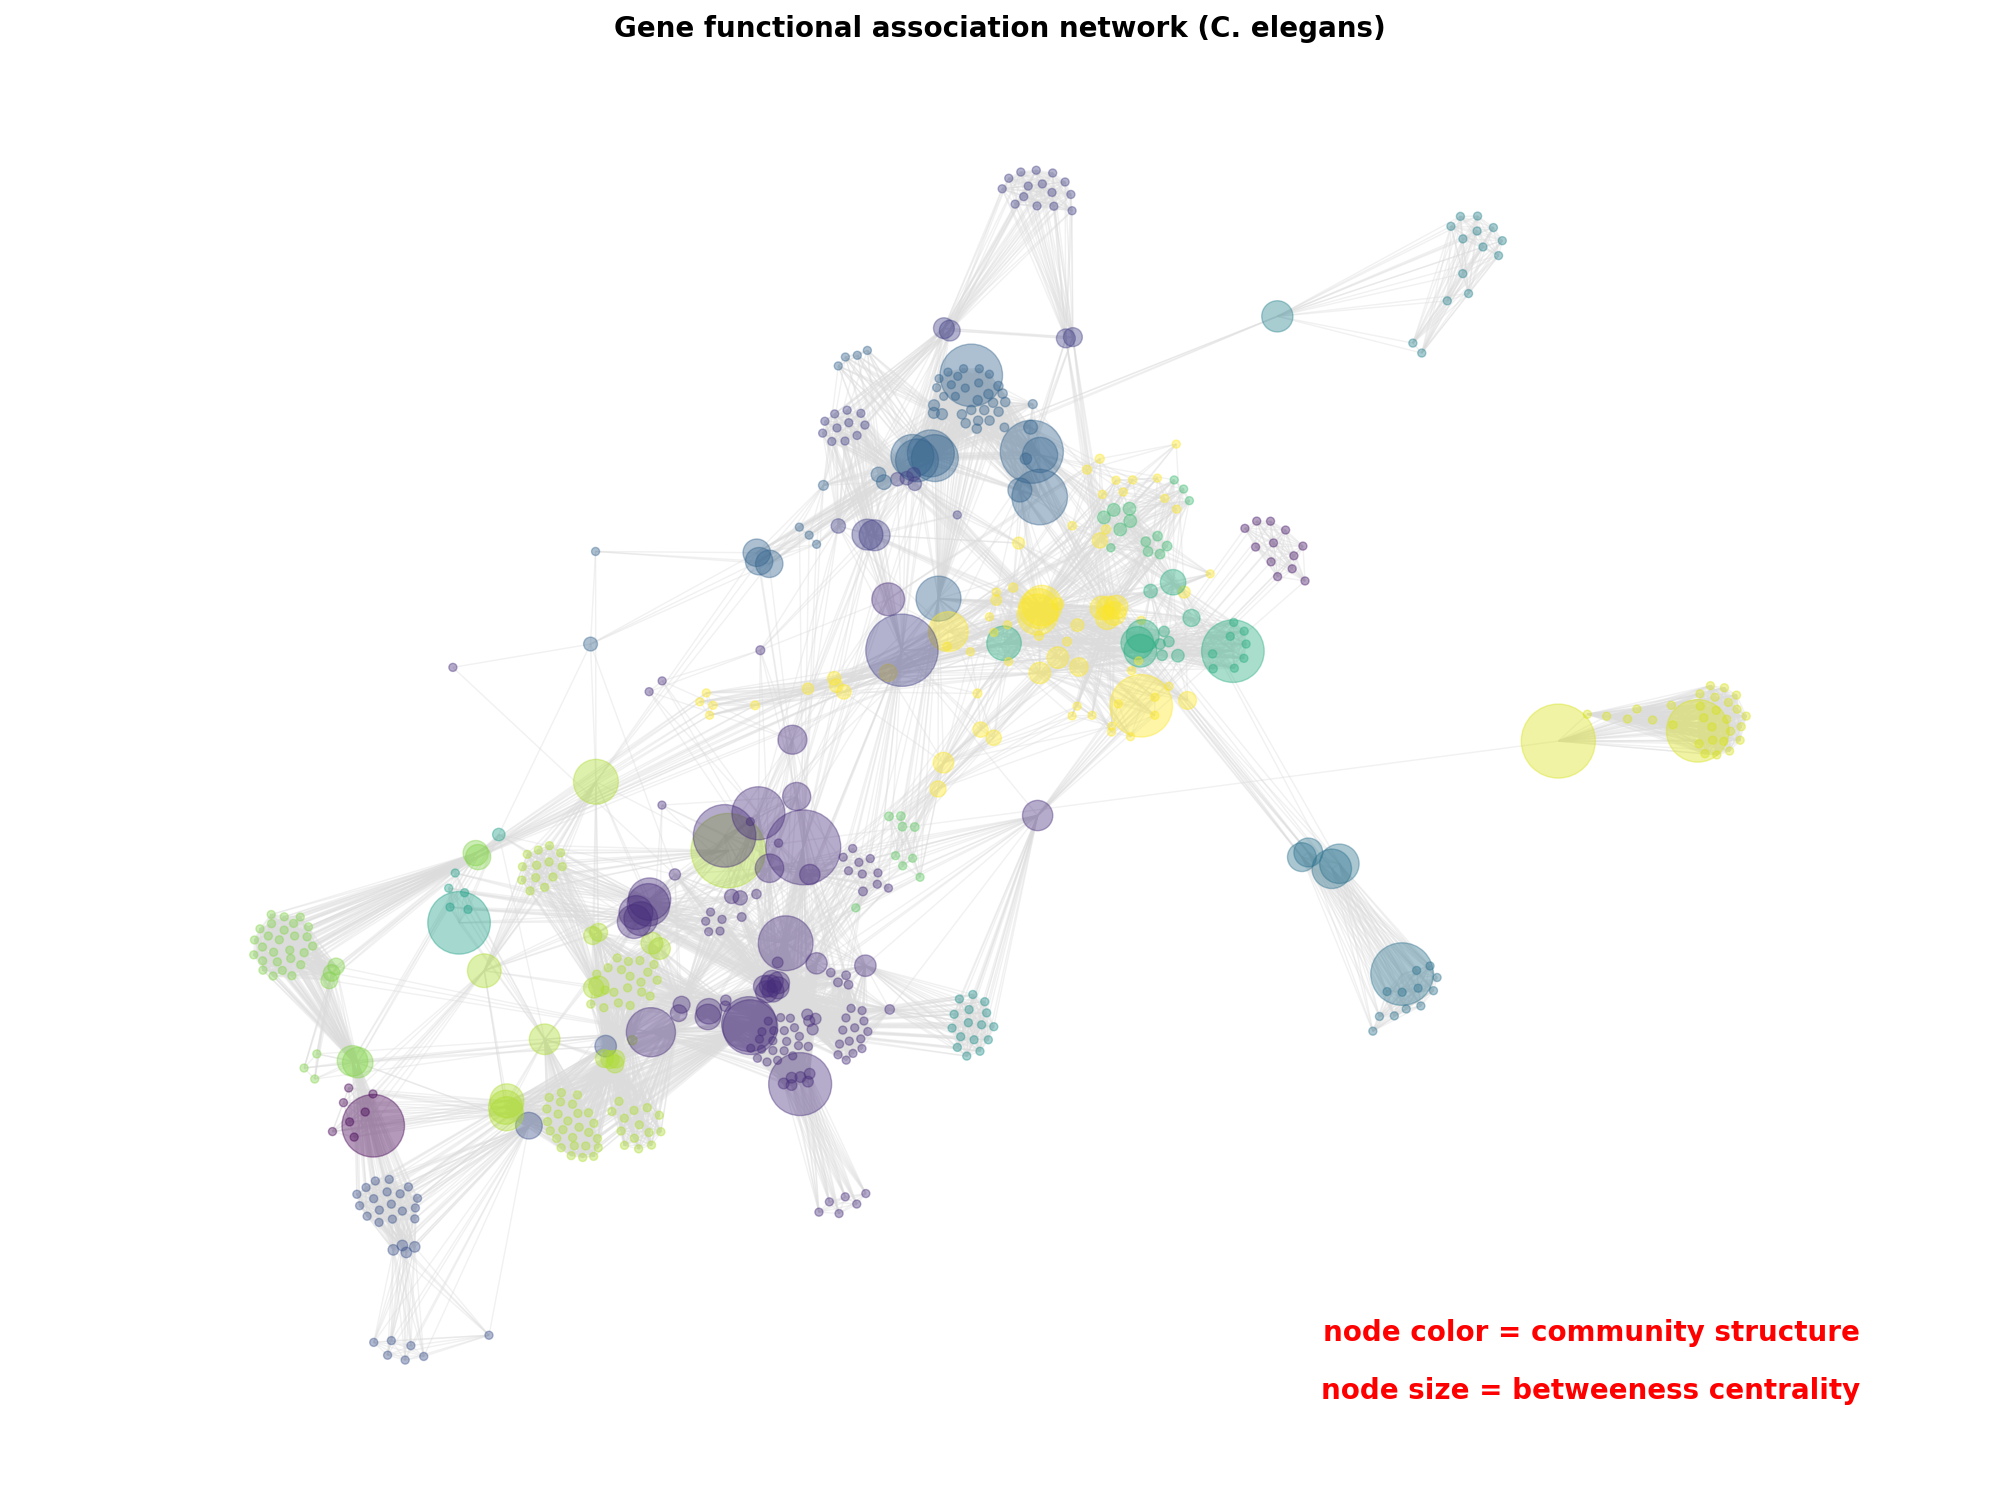 Gene functional association network (C. elegans)
node color = community structure
node size = betweeness centrality